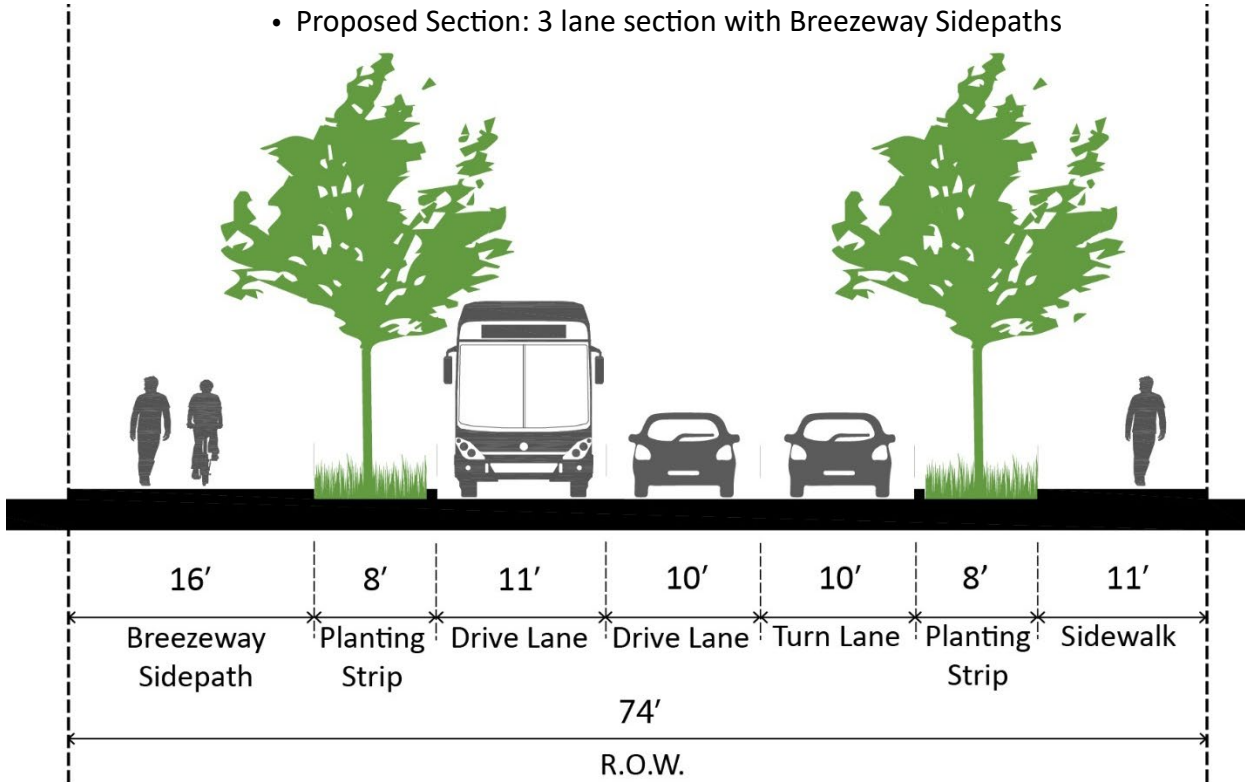 • Proposed Section: 3 lane section with Breezeway Sidepaths
16′ 8′ 11′ 10′ 10′ 8′ 11′
Breezeway Planting Drive Lane Drive Lane Turn Lane Planting Sidewalk
Sidepath Strip Strip
74′
R.O.W.